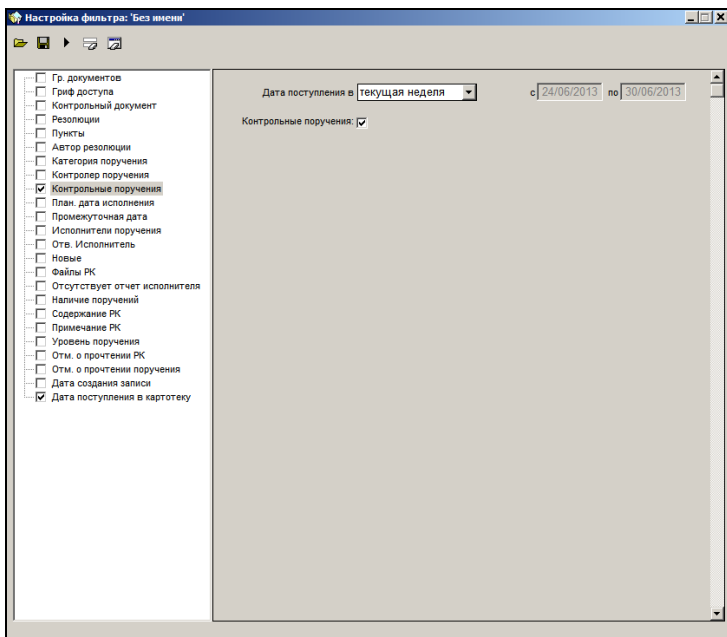 Настройка фильтра: 'Без имени'
Гр. документов
Гриф доступа
Контрольный документ
Резолюции
Пункты
Автор резолюции
Категория поручения
Контролер поручения
Контрольные поручения
План. дата исполнения
Промежуточная дата
Исполнители поручения
Отв. Исполнитель
Новые
Файлы РК
Отсутствует отчет исполнителя
Наличие поручений
Содержание РК
Примечание РК
Уровень поручения
Отм. о прочтении РК
Отм. о прочтении поручения
Дата создания записи
Дата поступления в картотеку
Дата поступления в текущая неделя с 24/06/2013 по 30/06/2013
Контрольные поручения: